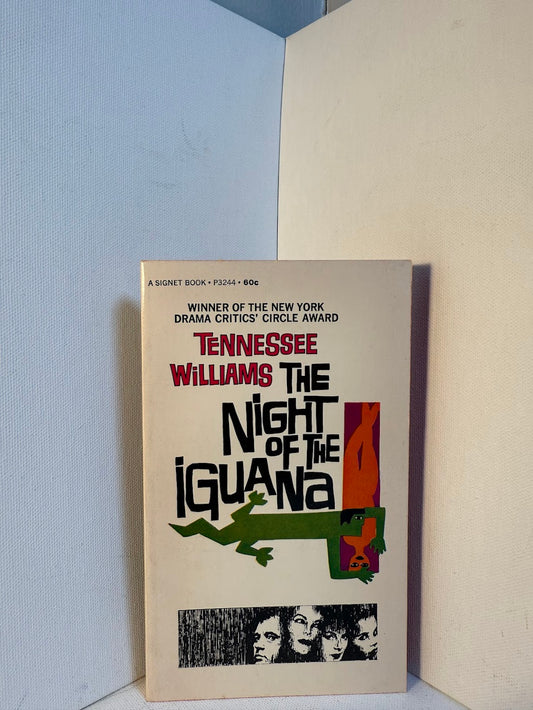 A SIGNET BOOK • P3244 • 60c
WINNER OF THE NEW YORK
DRAMA CRITICS' CIRCLE AWARD
TENNESSEE
WiLLIAMS THE
NiGHT
OF THE
iGUANa